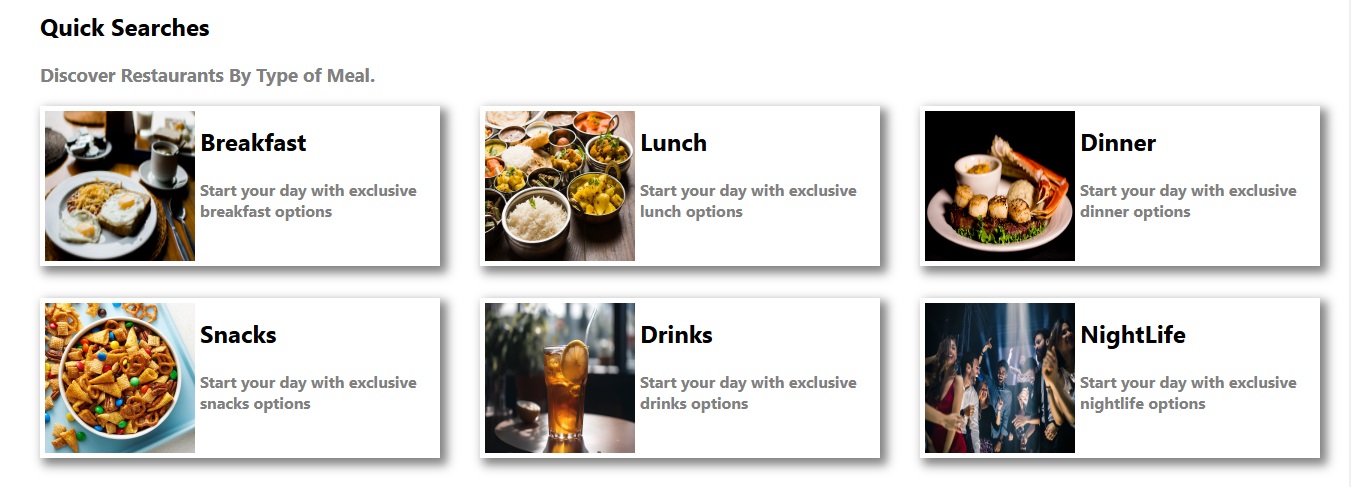 Quick Searches
Discover Restaurants By Type of Meal.
Breakfast
Start your day with exclusive
breakfast options
Lunch
Start your day with exclusive
lunch options
Dinner
Start your day with exclusive
dinner options
Snacks
Start your day with exclusive
snacks options
Drinks
Start your day with exclusive
drinks options
NightLife
Start your day with exclusive
nightlife options